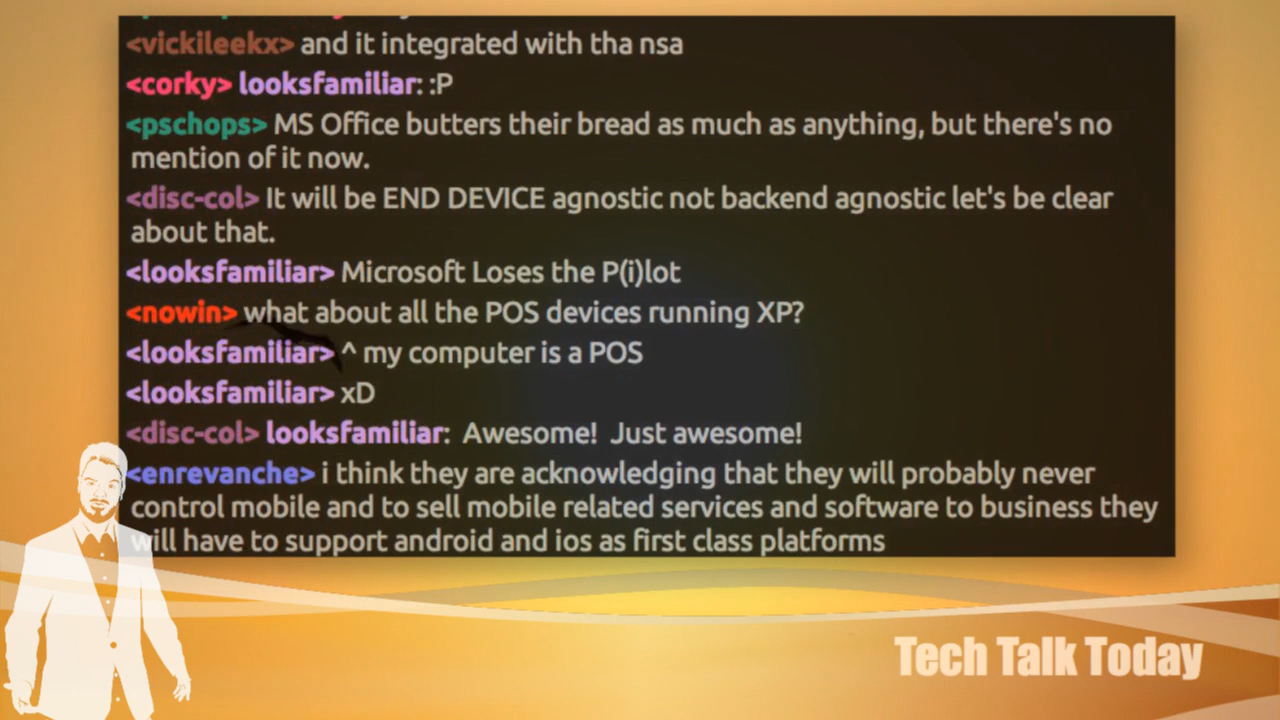 <vickileekx> and it integrated with tha nsa
<corky> looksfamiliar: :P
<pschops> MS Office butters their bread as much as anything, but there's no
mention of it now.
<disc-col> It will be END DEVICE agnostic not backend agnostic let's be clear
about that.
<looksfamiliar> Microsoft Loses the P(i)lot
<nowin> what about all the POS devices running XP?
<looksfamiliar> ^ my computer is a POS
<looksfamiliar> xD
<disc-col> looksfamiliar:  Awesome!  Just awesome!
<enrevanche> i think they are acknowledging that they will probably never
control mobile and to sell mobile related services and software to business they
will have to support android and ios as first class platforms
Tech Talk Today